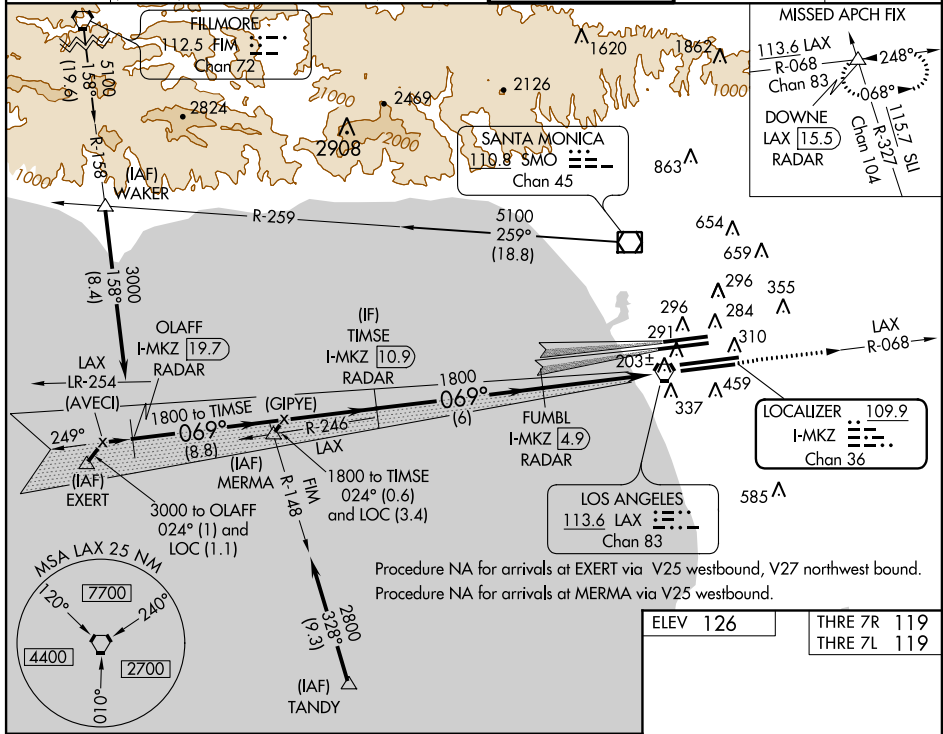 FILLMORE
112.5 FIM
Chan 72
5100
158°
(19.6)
R-158
1000
2824
2908
2469
2000
1000
2126
1620
1862
1000
1000
MISSED APCH FIX
113.6 LAX
R-068
Chan 83
248°
068°
DOWNE
LAX 15.5
RADAR
115.7 SLI
R-327
Chan 104
SANTA MONICA
110.8 SMO
Chan 45
863
(IAF)
WAKER
R-259
5100
259°
(18.8)
654
659
296
355
296
284
291
310
203±
337
459
585
3000
158°
(8.4)
OLAFF
I-MKZ 19.7
RADAR
(IF)
TIMSE
I-MKZ 10.9
RADAR
LAX
R-068
LAX
LR-254
(AVECI)
1800 to TIMSE
069°
(8.8)
(GIPYE)
R-246
LAX
1800
069°
(6)
FUMBL
I-MKZ 4.9
RADAR
249°
(IAF)
EXERT
(IAF)
MERMA
1800 to TIMSE
024° (0.6)
and LOC (3.4)
3000 to OLAFF
024° (1) and
LOC (1.1)
FIM
R-148
LOCALIZER 109.9
I-MKZ
Chan 36
LOS ANGELES
113.6 LAX
Chan 83
Procedure NA for arrivals at EXERT via V25 westbound, V27 northwest bound.
Procedure NA for arrivals at MERMA via V25 westbound.
MSA LAX 25 NM
120°
7700
240°
4400
2700
010°
2800
328°
(9.3)
(IAF)
TANDY
ELEV 126
THRE 7R 119
THRE 7L 119